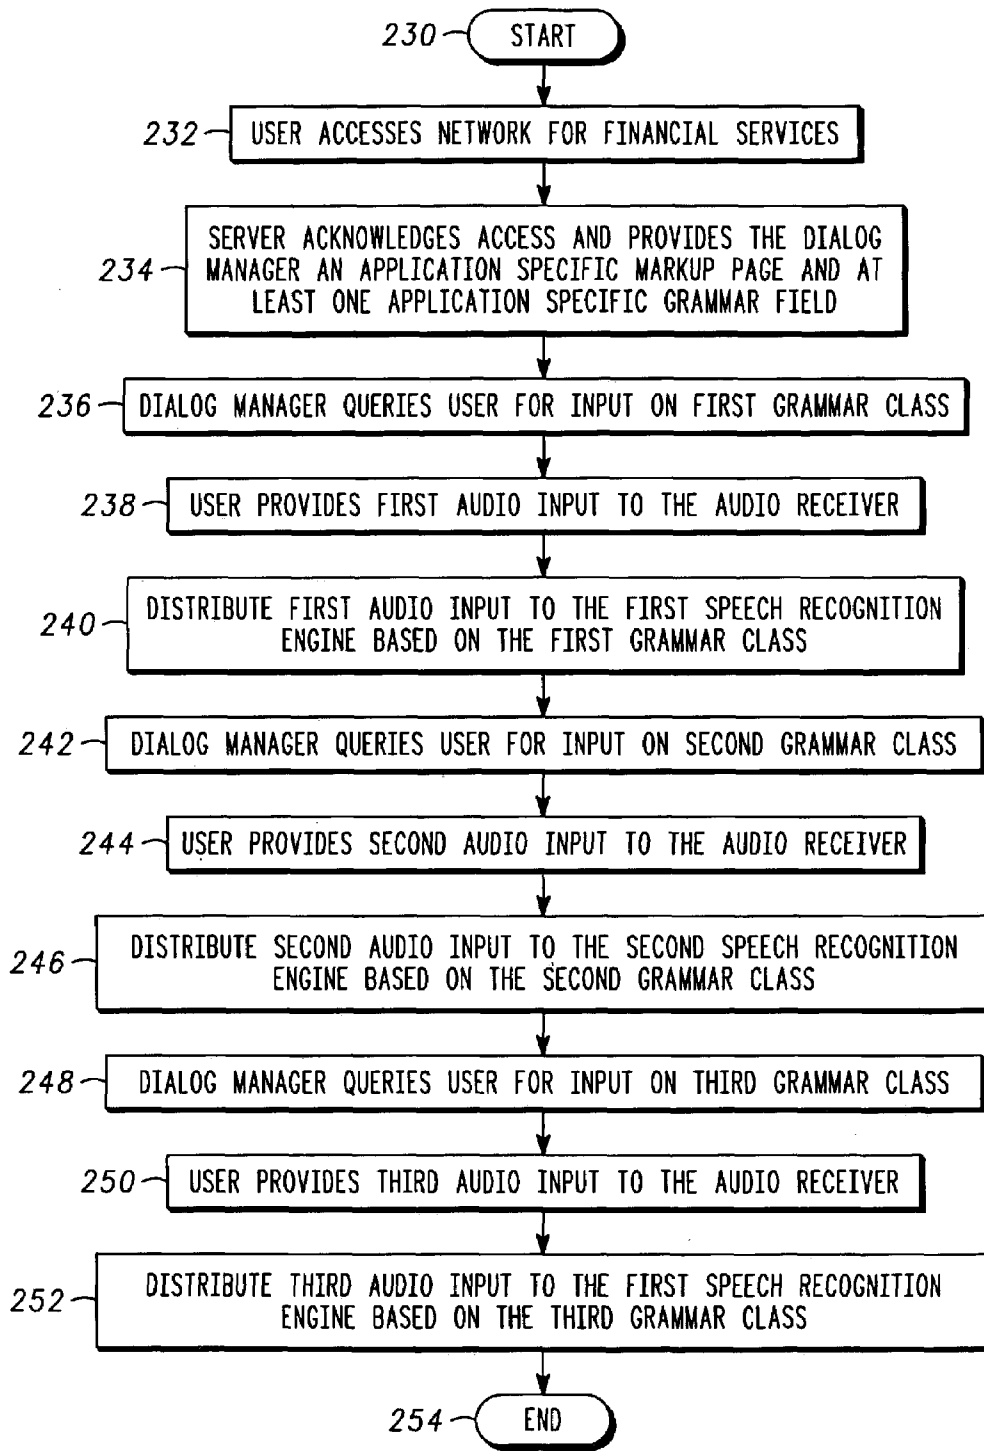 230 START
232 USER ACCESSES NETWORK FOR FINANCIAL SERVICES
SERVER ACKNOWLEDGES ACCESS AND PROVIDES THE DIALOG
234 MANAGER AN APPLICATION SPECIFIC MARKUP PAGE AND AT
LEAST ONE APPLICATION SPECIFIC GRAMMAR FIELD
236 DIALOG MANAGER QUERIES USER FOR INPUT ON FIRST GRAMMAR CLASS
238 USER PROVIDES FIRST AUDIO INPUT TO THE AUDIO RECEIVER
240 DISTRIBUTE FIRST AUDIO INPUT TO THE FIRST SPEECH RECOGNITION
ENGINE BASED ON THE FIRST GRAMMAR CLASS
242 DIALOG MANAGER QUERIES USER FOR INPUT ON SECOND GRAMMAR CLASS
244 USER PROVIDES SECOND AUDIO INPUT TO THE AUDIO RECEIVER
246 DISTRIBUTE SECOND AUDIO INPUT TO THE SECOND SPEECH RECOGNITION
ENGINE BASED ON THE SECOND GRAMMAR CLASS
248 DIALOG MANAGER QUERIES USER FOR INPUT ON THIRD GRAMMAR CLASS
250 USER PROVIDES THIRD AUDIO INPUT TO THE AUDIO RECEIVER
252 DISTRIBUTE THIRD AUDIO INPUT TO THE FIRST SPEECH RECOGNITION
ENGINE BASED ON THE THIRD GRAMMAR CLASS
254 END